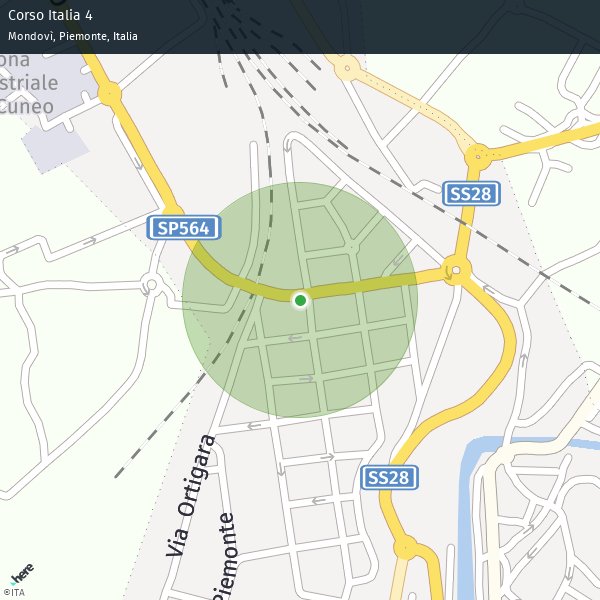 Corso Italia 4
Mondovì, Piemonte, Italia
ona
striale
Cuneo
SS28
SP564
SS28
Via Ortigara
Piemonte
here
©ITA